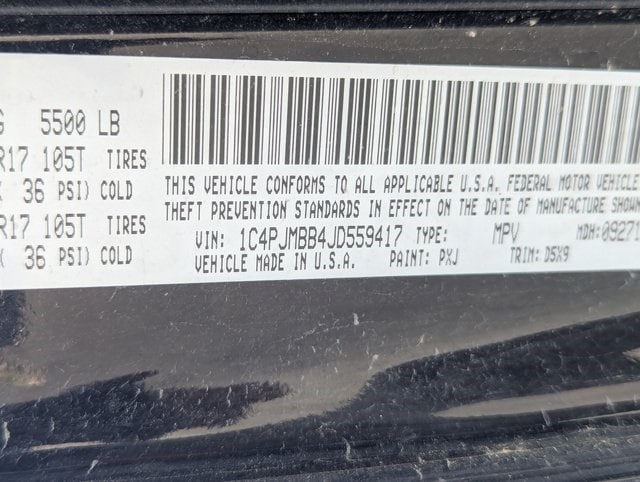 5500 LB
R17 105T TIRES
36 PSI) COLD
R17 105T TIRES
36 PSI) COLD
THIS VEHICLE CONFORMS TO ALL APPLICABLE U.S.A. FEDERAL MOTOR VEHICLE
THEFT PREVENTION STANDARDS IN EFFECT ON THE DATE OF MANUFACTURE SHOWN
VIN: 1C4PJMBB4JD559417 TYPE: MPV MDH: 09271
VEHICLE MADE IN U.S.A. PAINT: PXJ TRIM: D5X9